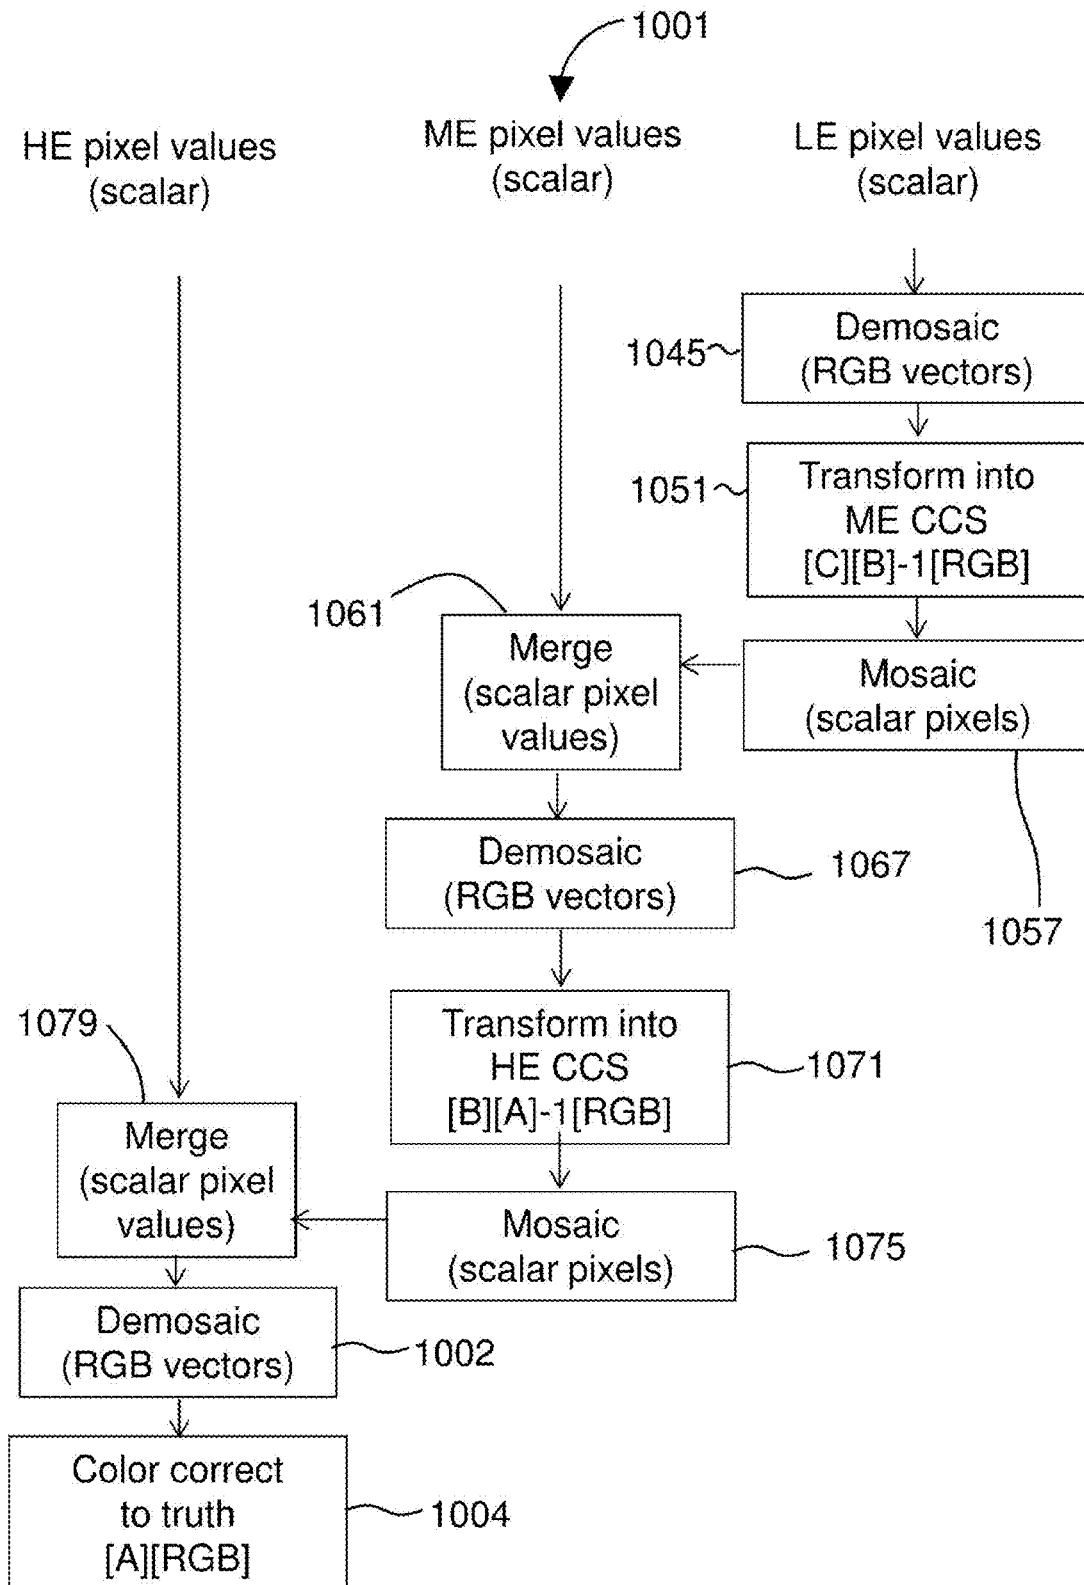 1001
HE pixel values
(scalar)
ME pixel values
(scalar)
LE pixel values
(scalar)
1045
Demosaic
(RGB vectors)
1051
Transform into
ME CCS
[C][B]-1[RGB]
1061
Merge
(scalar pixel
values)
Mosaic
(scalar pixels)
1057
Demosaic
(RGB vectors)
1067
Transform into
HE CCS
[B][A]-1[RGB]
1071
1079
Merge
(scalar pixel
values)
Mosaic
(scalar pixels)
1075
Demosaic
(RGB vectors)
1002
Color correct
to truth
[A][RGB]
1004